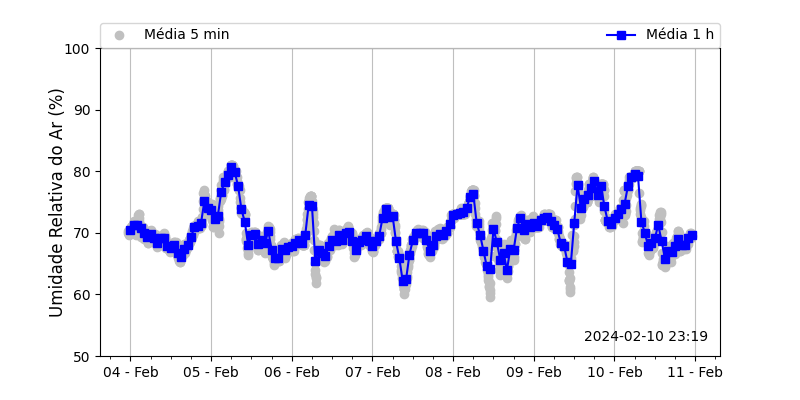 Média 5 min
Média 1 h
Umidade Relativa do Ar (%)
100
90
80
70
60
50
2024-02-10 23:19
04 - Feb
05 - Feb
06 - Feb
07 - Feb
08 - Feb
09 - Feb
10 - Feb
11 - Feb